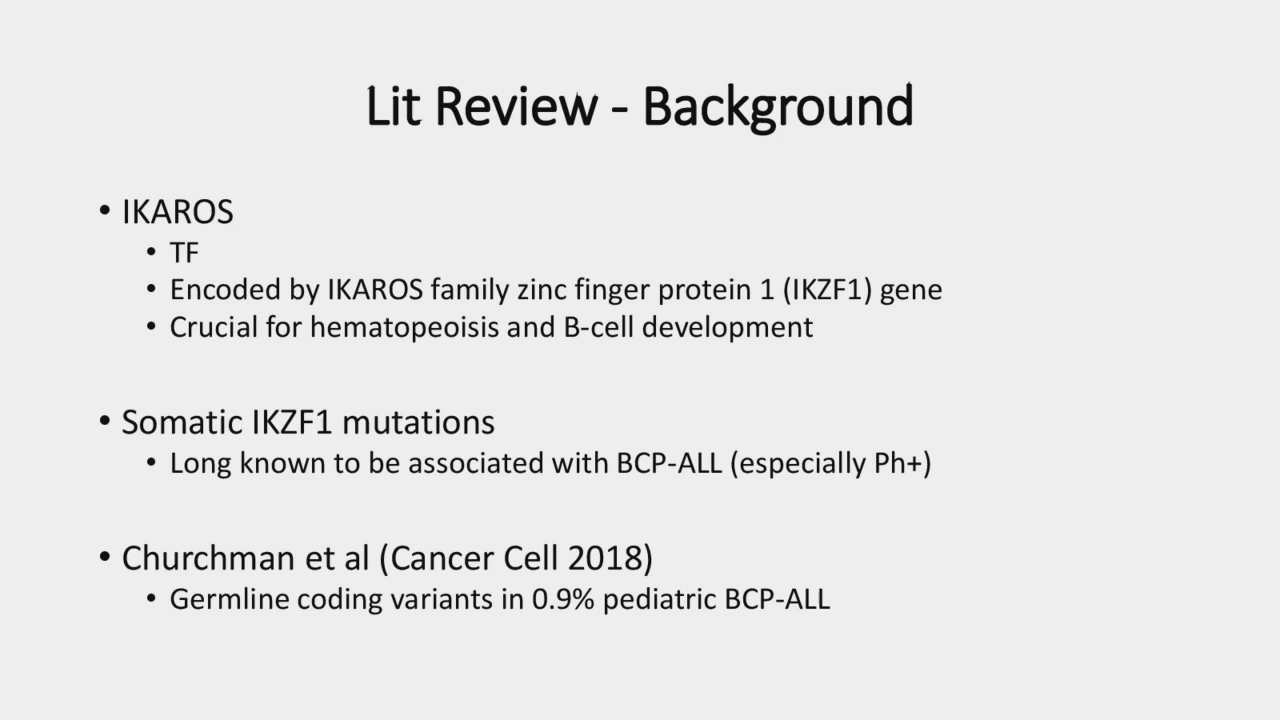 Lit Review - Background
• IKAROS
• TF
• Encoded by IKAROS family zinc finger protein 1 (IKZF1) gene
• Crucial for hematopeoisis and B-cell development
• Somatic IKZF1 mutations
• Long known to be associated with BCP-ALL (especially Ph+)
• Churchman et al (Cancer Cell 2018)
• Germline coding variants in 0.9% pediatric BCP-ALL